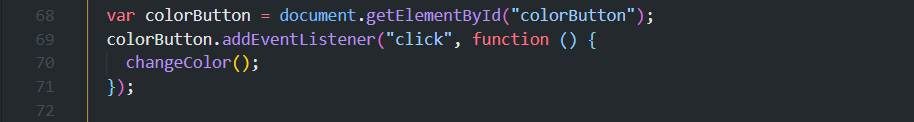 68 var colorButton = document.getElementById("colorButton");
69 colorButton.addEventListener("click", function () {
70 changeColor();
71 });
72